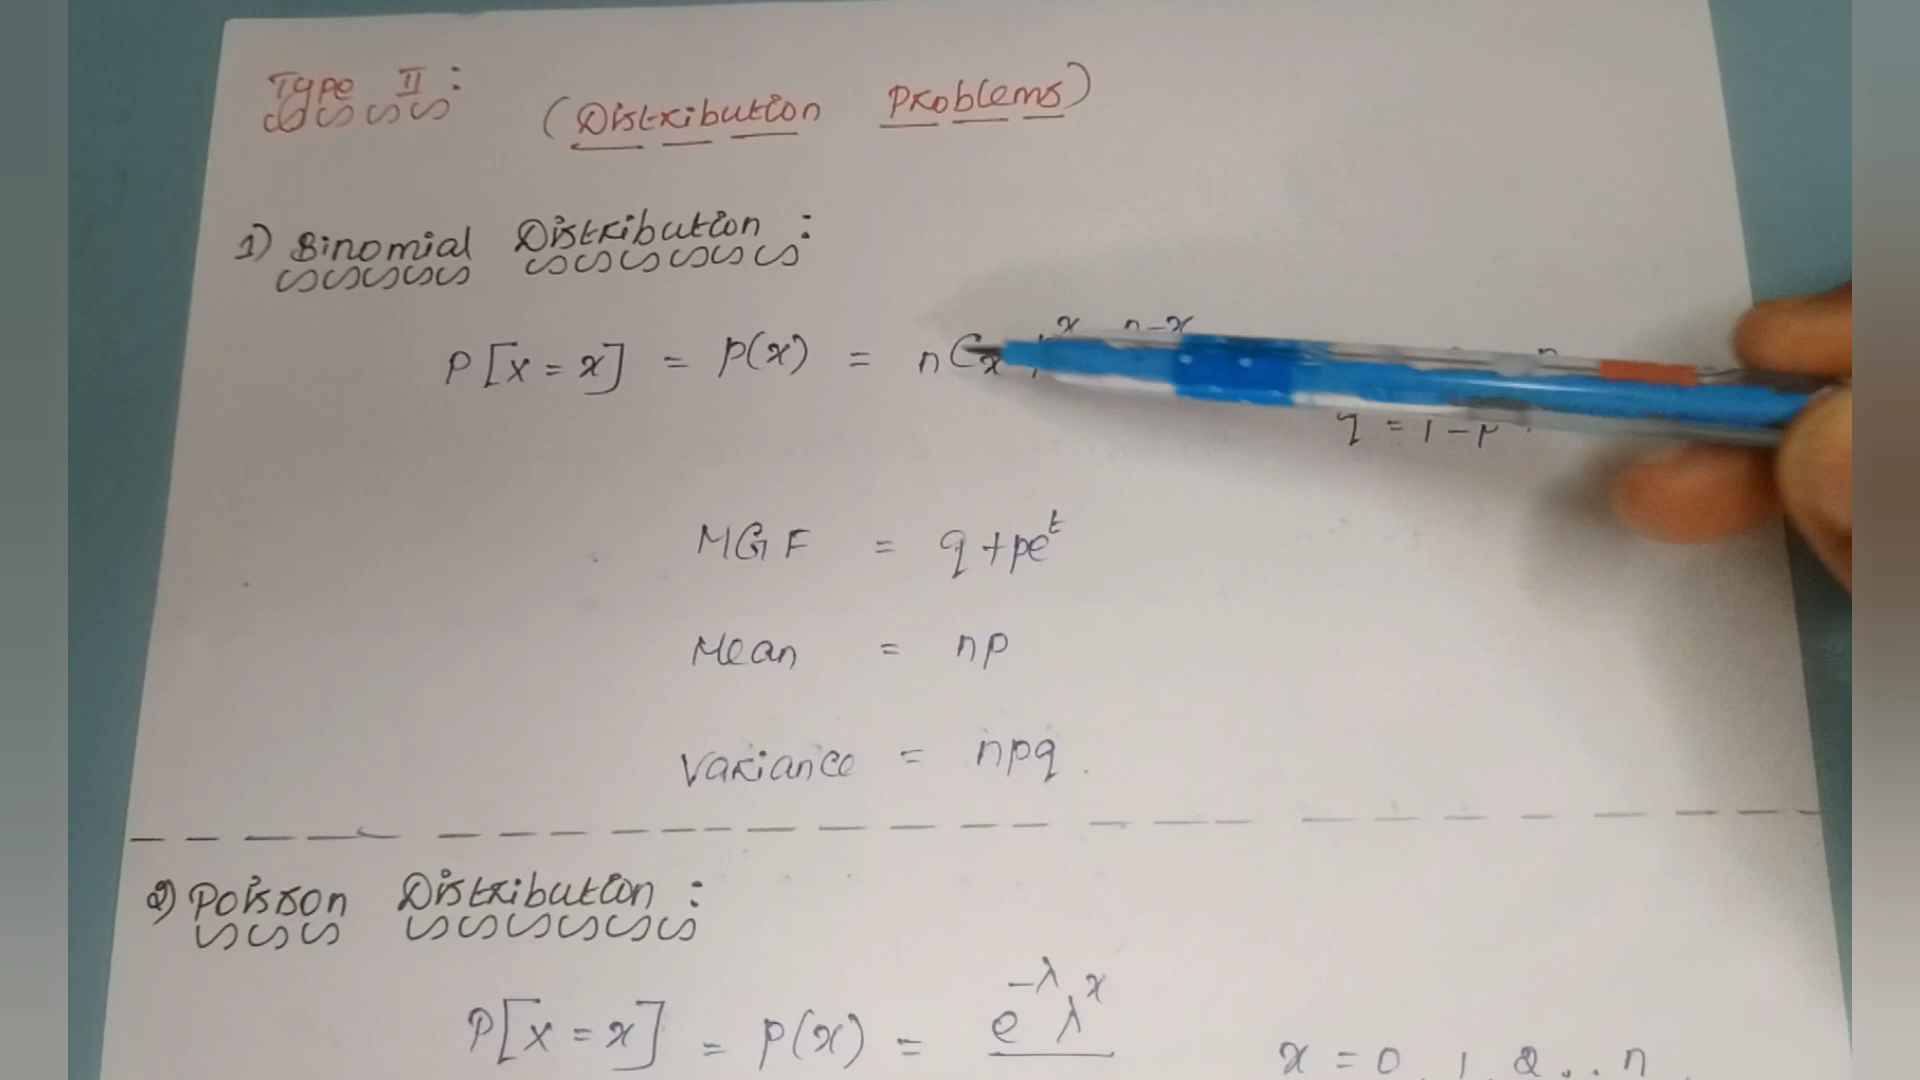 Type II :
(Distribution Problems)
1) Binomial Distribution :
P[X = x] = p(x) = nCx x n-x n
q = 1-p
MGF = q+pe^t
Mean = np
Variance = npq.
2) Poisson Distribution :
P[X = x] = p(x) = e^-λ λ^x x = 0, 1, 2...n.